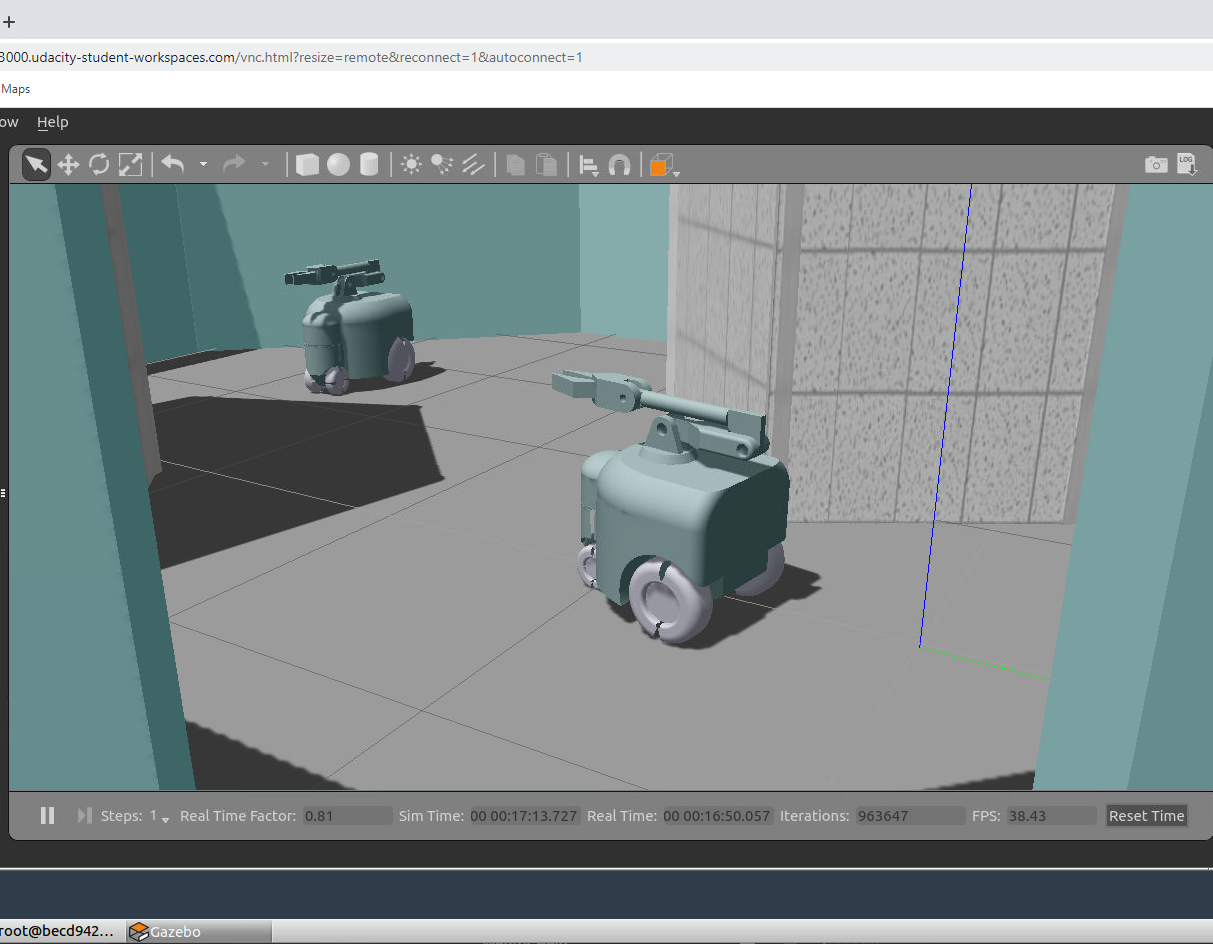 3000.udacity-student-workspaces.com/vnc.html?resize=remote&reconnect=1&autoconnect=1
Maps
ow Help
LOG
Steps: 1 Real Time Factor: 0.81 Sim Time: 00 00:17:13.727 Real Time: 00 00:16:50.057 Iterations: 963647 FPS: 38.43 Reset Time
root@becd942... Gazebo